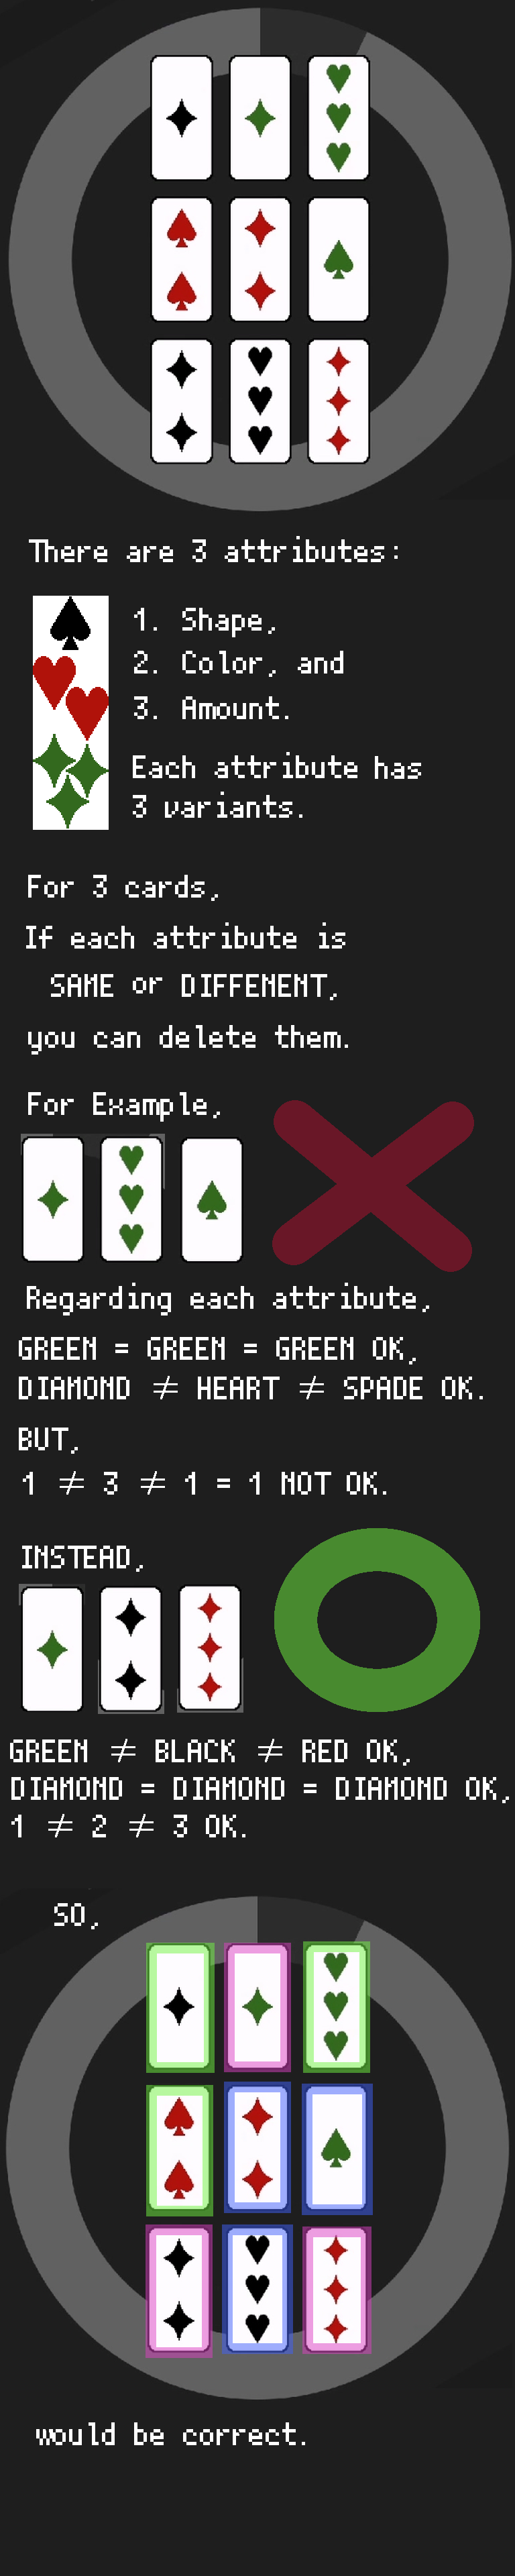 There are 3 attributes:
1. Shape,
2. Color, and
3. Amount.
Each attribute has
3 variants.
For 3 cards,
If each attribute is
SAME or DIFFENENT,
you can delete them.
For Example,
Regarding each attribute,
GREEN = GREEN = GREEN OK,
DIAMOND ≠ HEART ≠ SPADE OK.
BUT,
1 ≠ 3 ≠ 1 = 1 NOT OK.
INSTEAD,
GREEN ≠ BLACK ≠ RED OK,
DIAMOND = DIAMOND = DIAMOND OK,
1 ≠ 2 ≠ 3 OK.
SO,
would be correct.